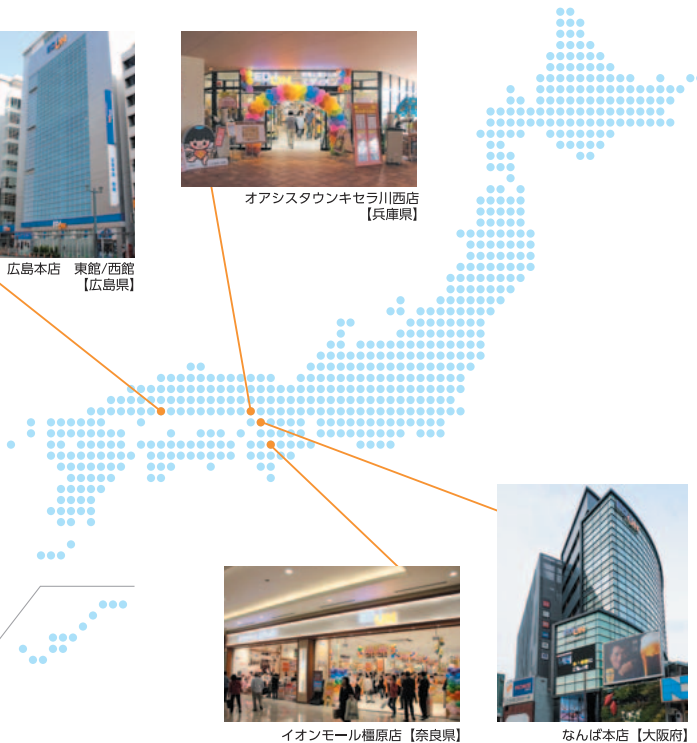 オアシスタウンキセラ川西店
【兵庫県】
広島本店　東館/西館
【広島県】
イオンモール橿原店【奈良県】
なんば本店【大阪府】